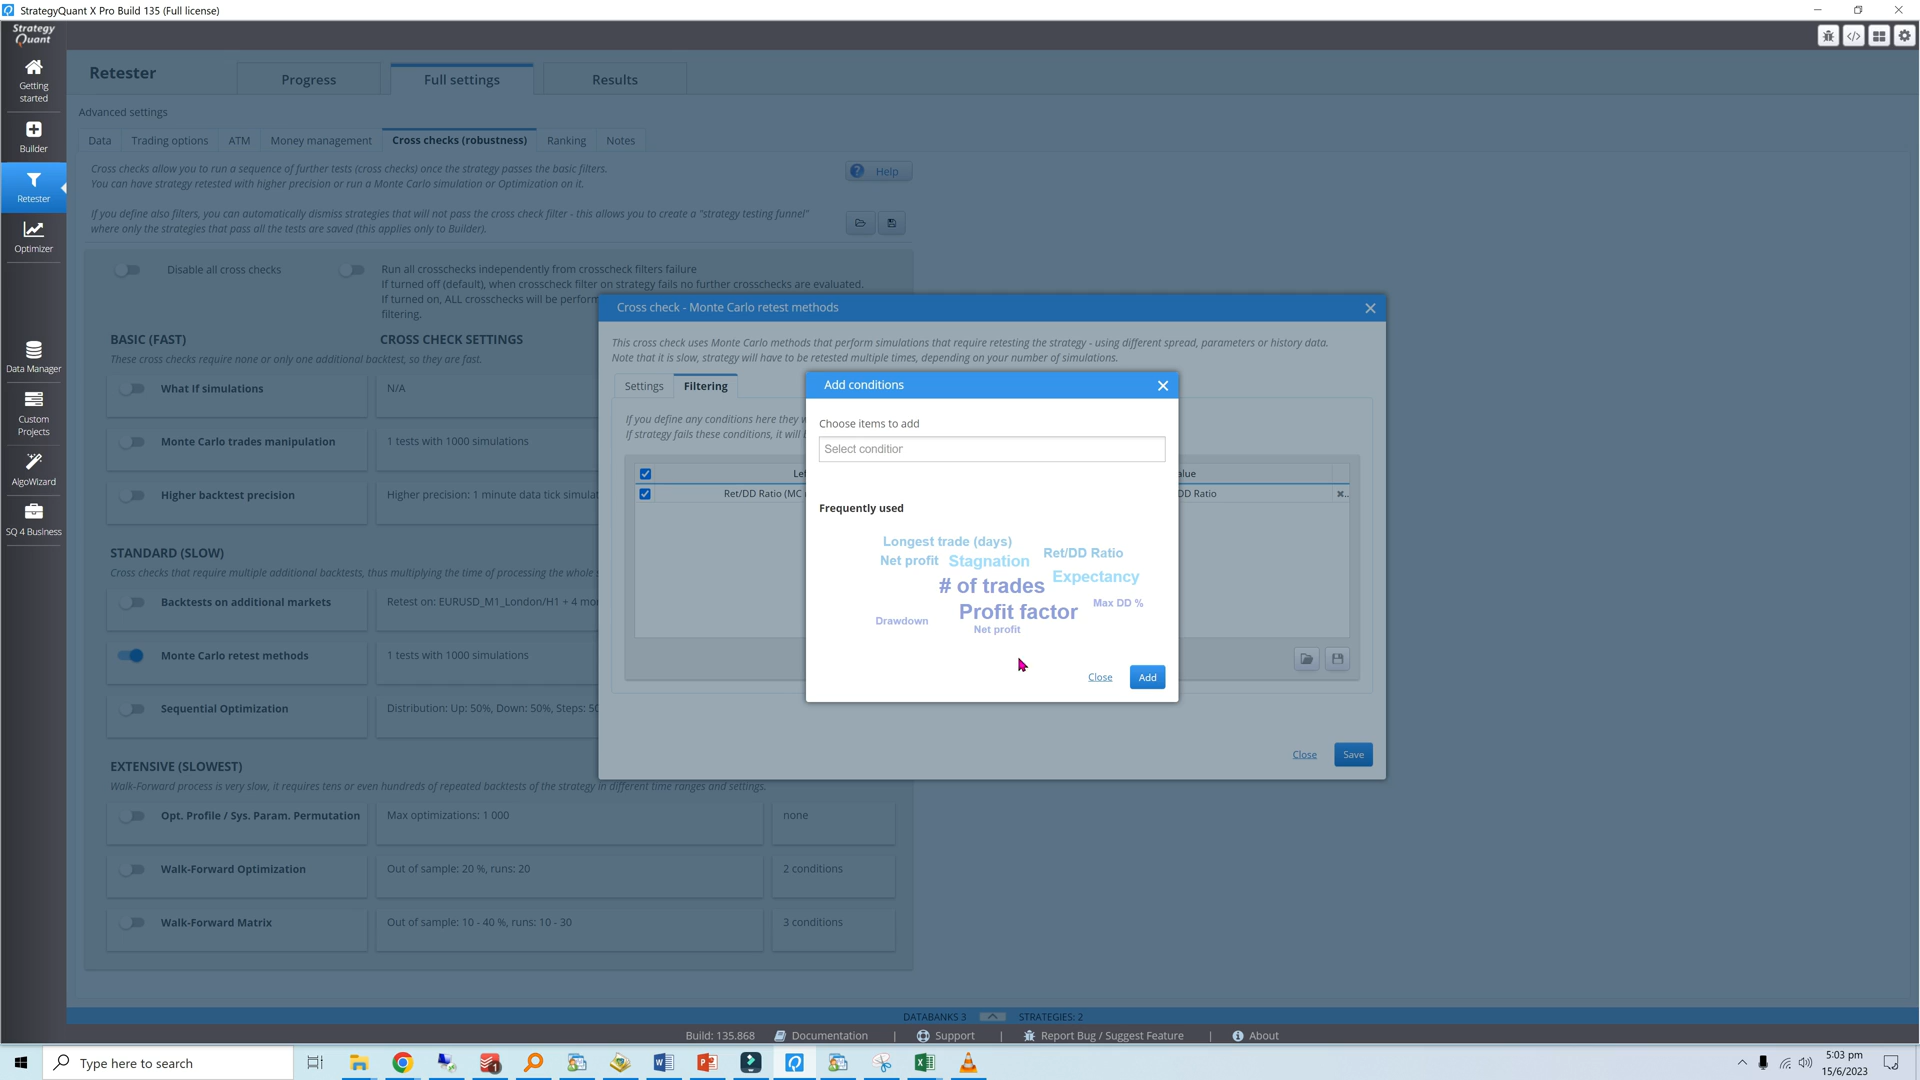 StrategyQuant X Pro Build 135 (Full license)
Strategy
Quant
Getting
started
Builder
Retester
Optimizer
Data Manager
Custom
Projects
AlgoWizard
SQ 4 Business
Retester
Progress
Full settings
Results
Advanced settings
Data
Trading options
ATM
Money management
Cross checks (robustness)
Ranking
Notes
Cross checks allow you to run a sequence of further tests (cross checks) once the strategy passes the basic filters.
You can have strategy retested with higher precision or run a Monte Carlo simulation or Optimization on it.
Help
If you define also filters, you can automatically dismiss strategies that will not pass the cross check filter - this allows you to create a "strategy testing funnel"
where only the strategies that pass all the tests are saved (this applies only to Builder).
Disable all cross checks
Run all crosschecks independently from crosscheck filters failure
If turned off (default), when crosscheck filter on strategy fails no further crosschecks are evaluated.
If turned on, ALL crosschecks will be perform
filtering.
BASIC (FAST)
CROSS CHECK SETTINGS
These cross checks require none or only one additional backtest, so they are fast.
What If simulations
N/A
Monte Carlo trades manipulation
1 tests with 1000 simulations
Higher backtest precision
Higher precision: 1 minute data tick simulat
STANDARD (SLOW)
Cross checks that require multiple additional backtests, thus multiplying the time of processing the whole s
Backtests on additional markets
Retest on: EURUSD_M1_London/H1 + 4 mor
Monte Carlo retest methods
1 tests with 1000 simulations
Sequential Optimization
Distribution: Up: 50%, Down: 50%, Steps: 50
EXTENSIVE (SLOWEST)
Walk-Forward process is very slow, it requires tens or even hundreds of repeated backtests of the strategy in different time ranges and settings.
Opt. Profile / Sys. Param. Permutation
Max optimizations: 1 000
none
Walk-Forward Optimization
Out of sample: 20 %, runs: 20
2 conditions
Walk-Forward Matrix
Out of sample: 10 - 40 %, runs: 10 - 30
3 conditions
Cross check - Monte Carlo retest methods
This cross check uses Monte Carlo methods that perform simulations that require retesting the strategy - using different spread, parameters or history data.
Note that it is slow, strategy will have to be retested multiple times, depending on your number of simulations.
Settings
Filtering
If you define any conditions here they w
If strategy fails these conditions, it will b
Lef
alue
Ret/DD Ratio (MC
DD Ratio
Close
Save
Add conditions
Choose items to add
Select condition
Frequently used
Longest trade (days)
Net profit
Stagnation
Ret/DD Ratio
# of trades
Expectancy
Profit factor
Max DD %
Drawdown
Net profit
Close
Add
DATABANKS 3
STRATEGIES: 2
Build: 135.868
Documentation
|
Support
|
Report Bug / Suggest Feature
|
About
Type here to search
1
5:03 pm
15/6/2023